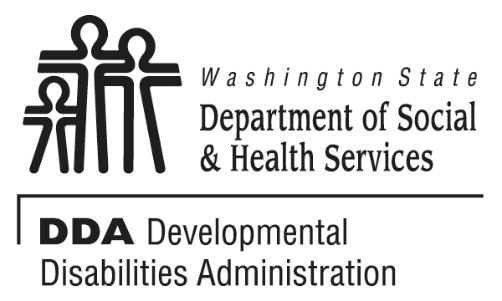 Washington State
Department of Social
& Health Services
DDA Developmental
Disabilities Administration